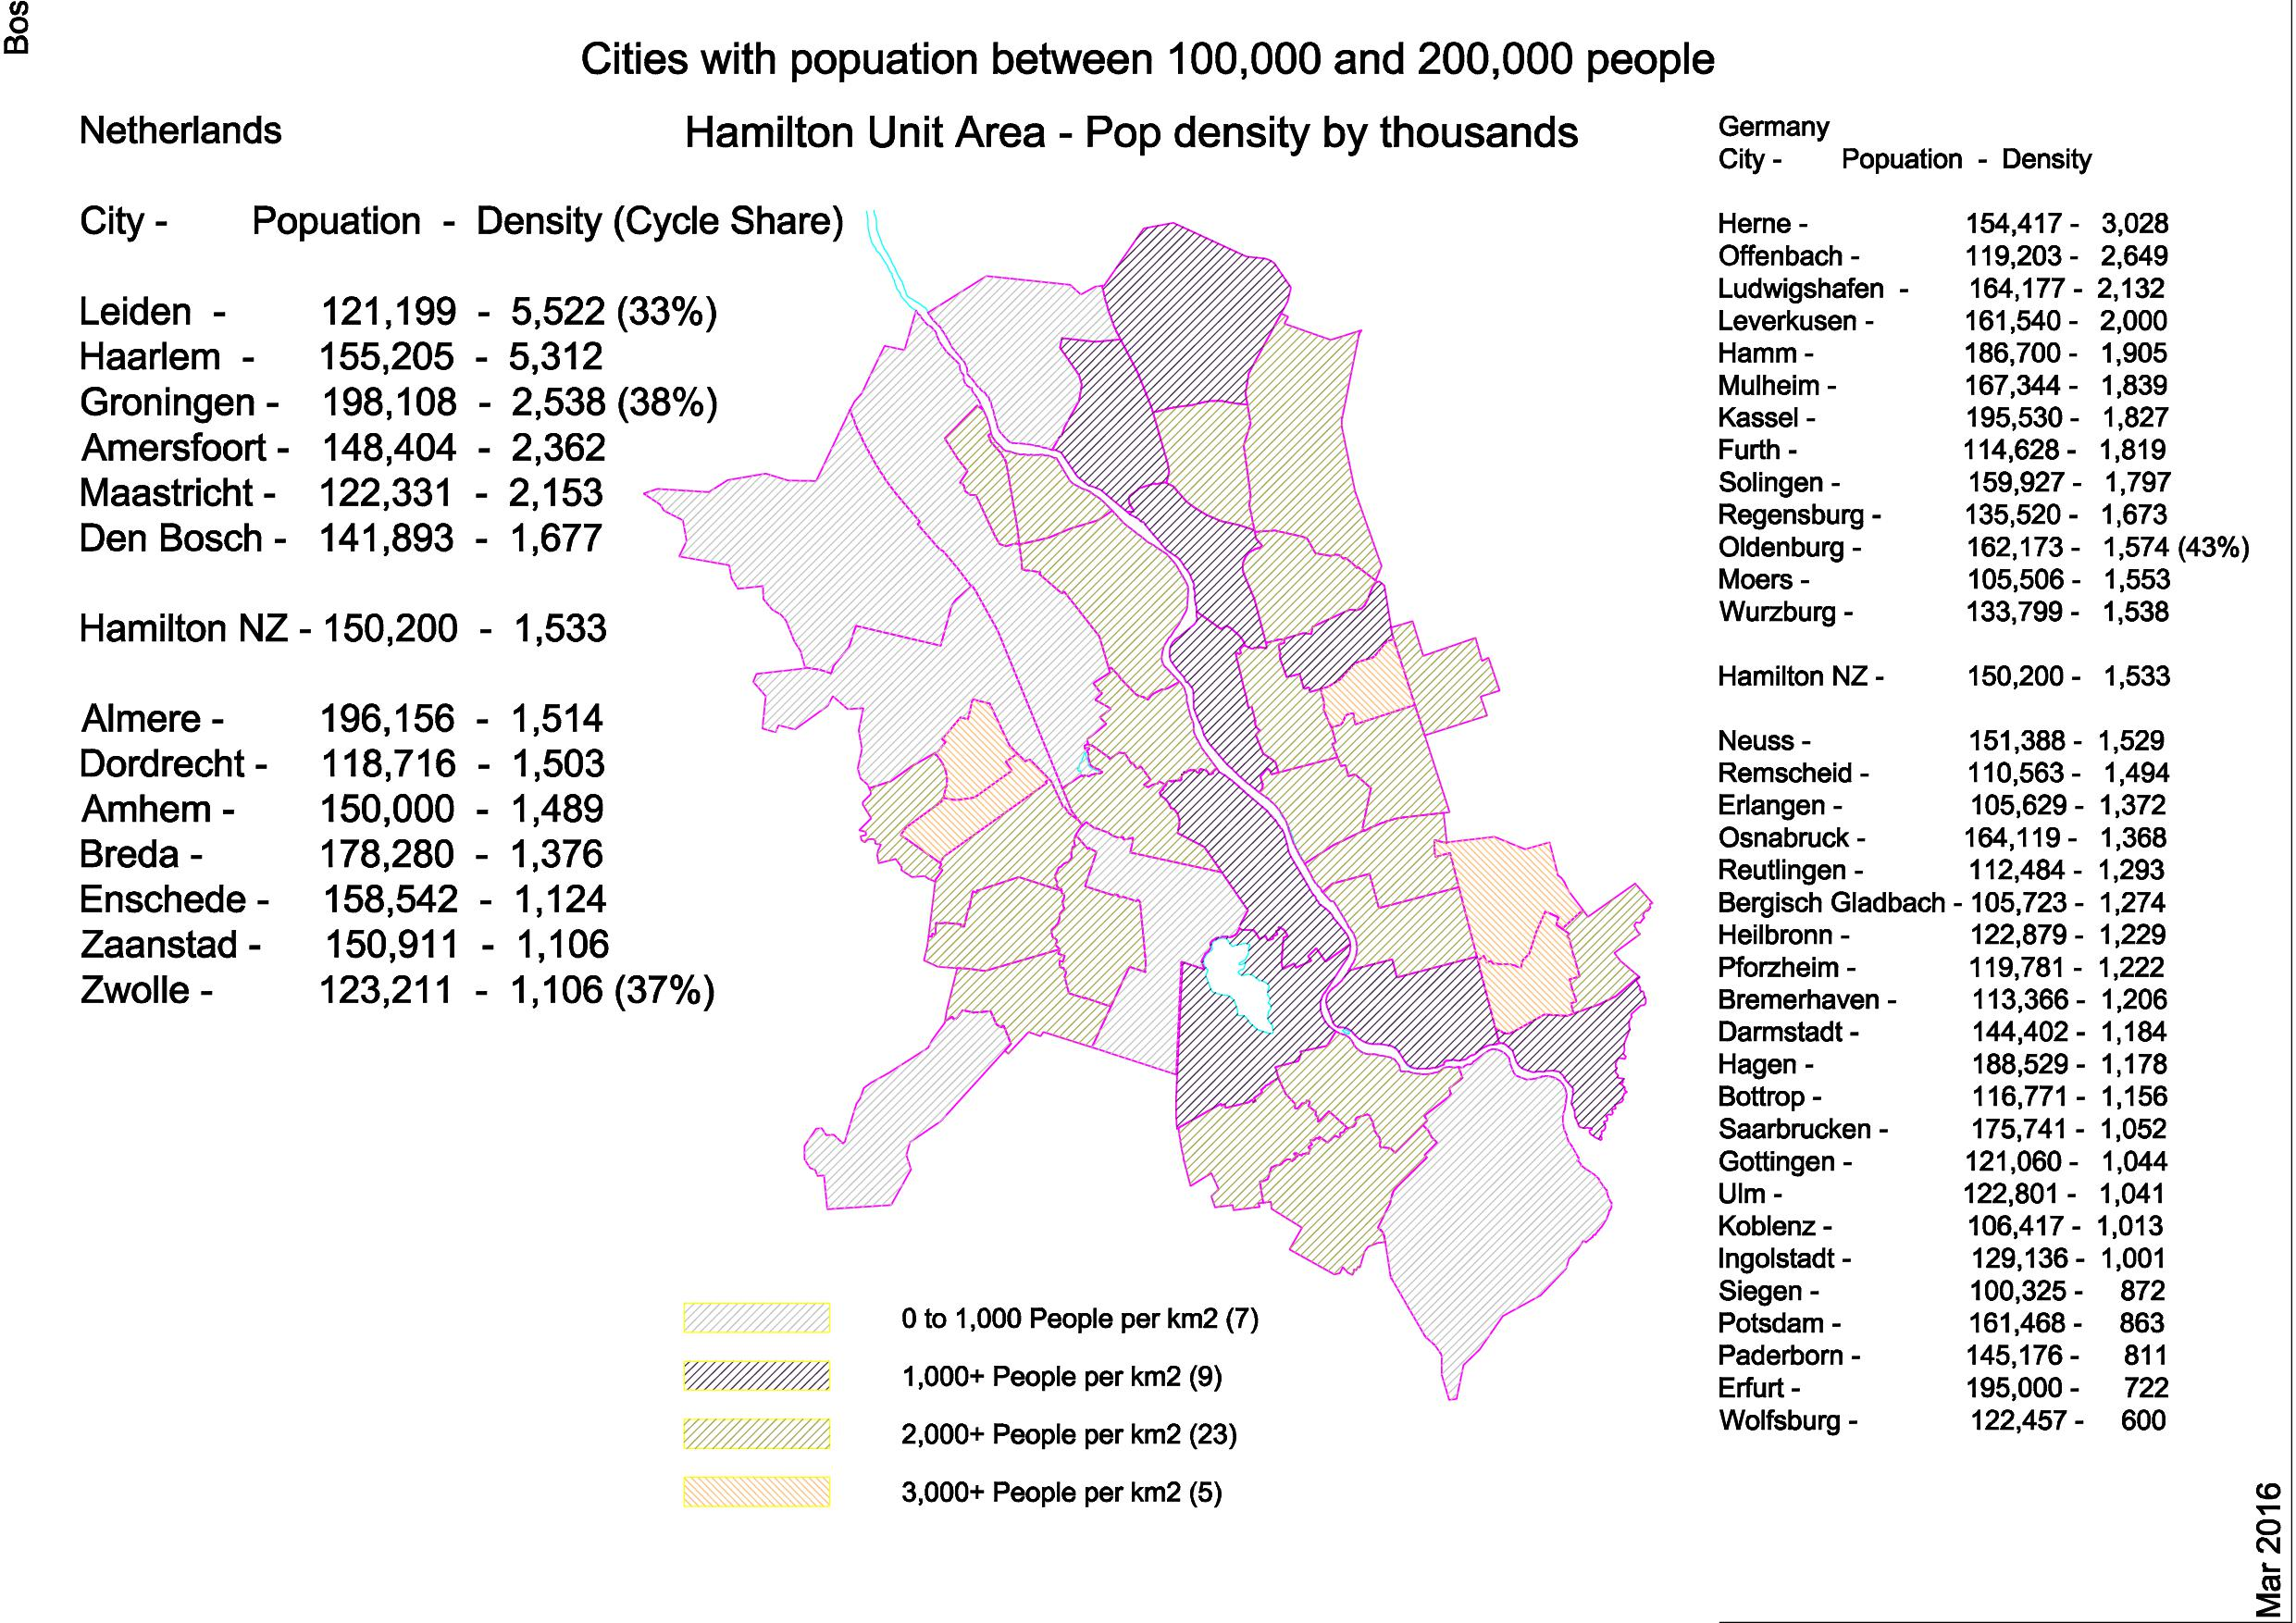 Bos
Cities with popuation between 100,000 and 200,000 people
Hamilton Unit Area - Pop density by thousands
Netherlands
City - Popuation - Density (Cycle Share)
Leiden - 121,199 - 5,522 (33%)
Haarlem - 155,205 - 5,312
Groningen - 198,108 - 2,538 (38%)
Amersfoort - 148,404 - 2,362
Maastricht - 122,331 - 2,153
Den Bosch - 141,893 - 1,677
Hamilton NZ - 150,200 - 1,533
Almere - 196,156 - 1,514
Dordrecht - 118,716 - 1,503
Amhem - 150,000 - 1,489
Breda - 178,280 - 1,376
Enschede - 158,542 - 1,124
Zaanstad - 150,911 - 1,106
Zwolle - 123,211 - 1,106 (37%)
0 to 1,000 People per km2 (7)
1,000+ People per km2 (9)
2,000+ People per km2 (23)
3,000+ People per km2 (5)
Germany
City - Popuation - Density
Herne - 154,417 - 3,028
Offenbach - 119,203 - 2,649
Ludwigshafen - 164,177 - 2,132
Leverkusen - 161,540 - 2,000
Hamm - 186,700 - 1,905
Mulheim - 167,344 - 1,839
Kassel - 195,530 - 1,827
Furth - 114,628 - 1,819
Solingen - 159,927 - 1,797
Regensburg - 135,520 - 1,673
Oldenburg - 162,173 - 1,574 (43%)
Moers - 105,506 - 1,553
Wurzburg - 133,799 - 1,538
Hamilton NZ - 150,200 - 1,533
Neuss - 151,388 - 1,529
Remscheid - 110,563 - 1,494
Erlangen - 105,629 - 1,372
Osnabruck - 164,119 - 1,368
Reutlingen - 112,484 - 1,293
Bergisch Gladbach - 105,723 - 1,274
Heilbronn - 122,879 - 1,229
Pforzheim - 119,781 - 1,222
Bremerhaven - 113,366 - 1,206
Darmstadt - 144,402 - 1,184
Hagen - 188,529 - 1,178
Bottrop - 116,771 - 1,156
Saarbrucken - 175,741 - 1,052
Gottingen - 121,060 - 1,044
Ulm - 122,801 - 1,041
Koblenz - 106,417 - 1,013
Ingolstadt - 129,136 - 1,001
Siegen - 100,325 - 872
Potsdam - 161,468 - 863
Paderborn - 145,176 - 811
Erfurt - 195,000 - 722
Wolfsburg - 122,457 - 600
Mar 2016